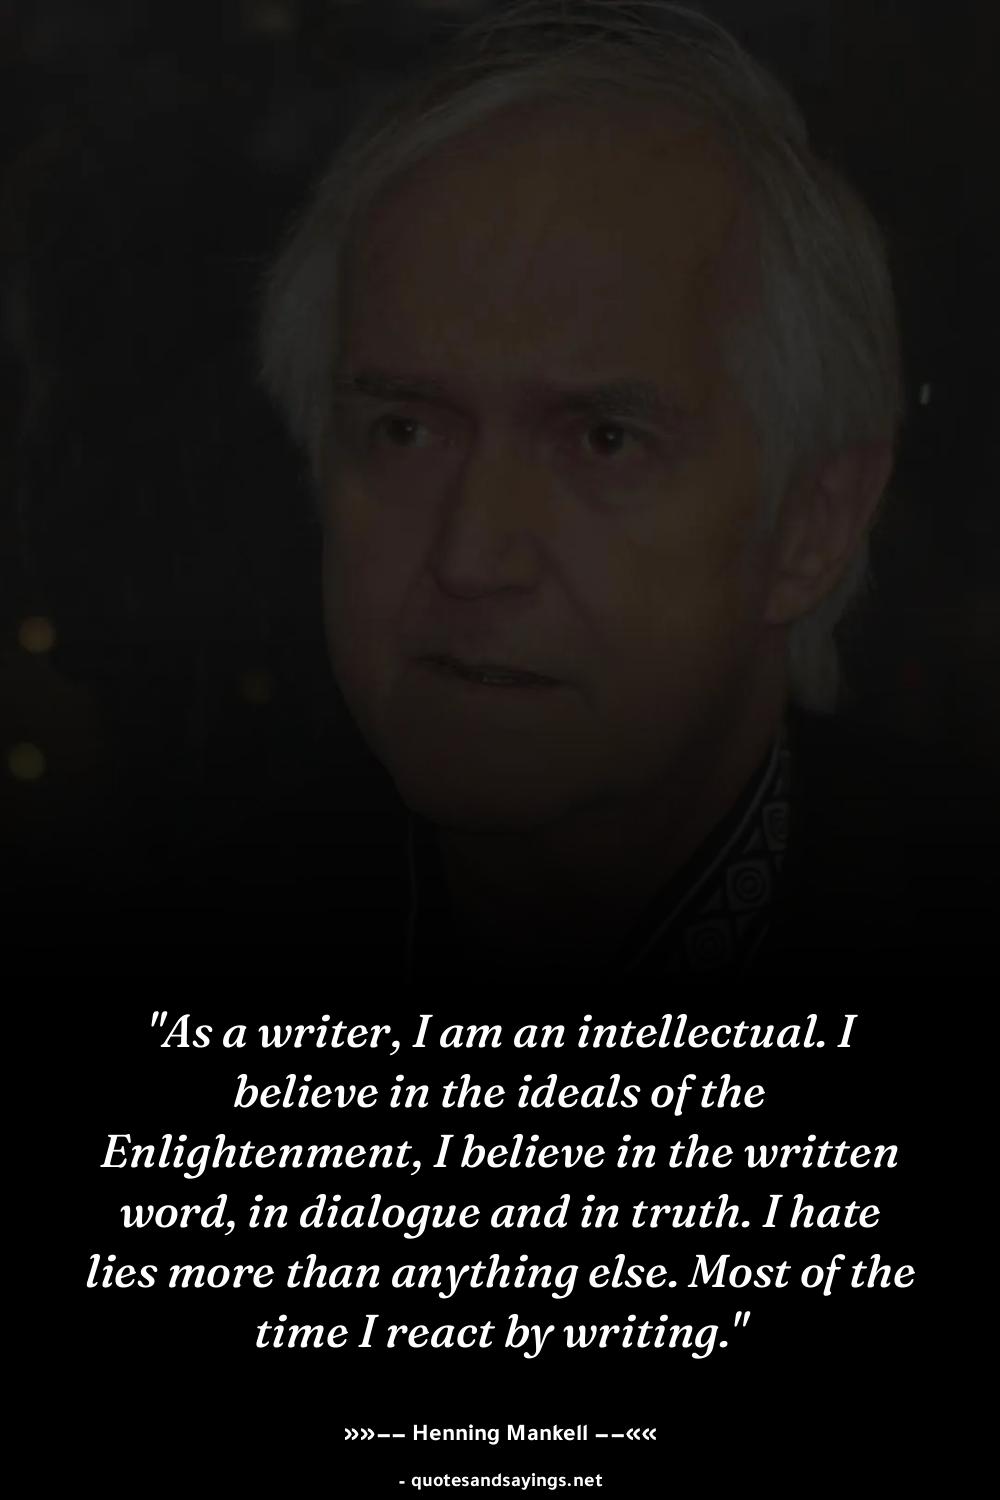 "As a writer, I am an intellectual. I
believe in the ideals of the
Enlightenment, I believe in the written
word, in dialogue and in truth. I hate
lies more than anything else. Most of the
time I react by writing."
»»-- Henning Mankell --««
- quotesandsayings.net